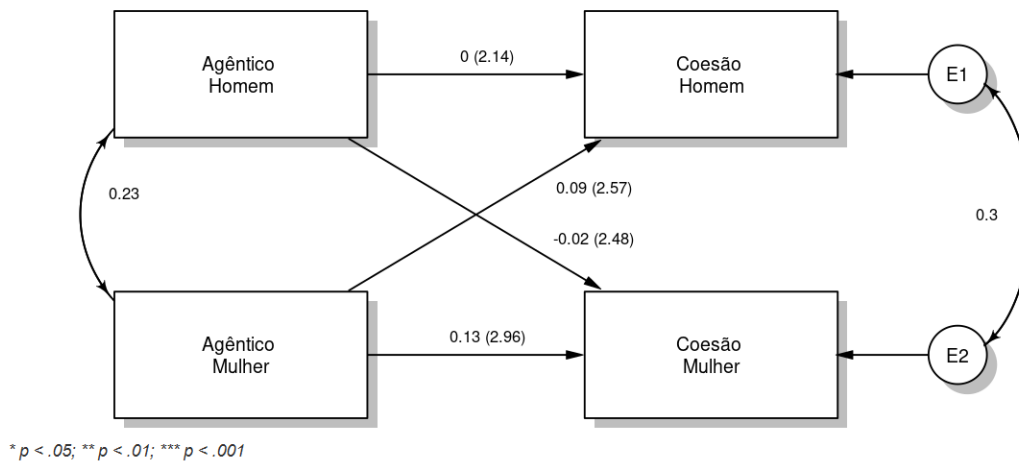 Agêntico
Homem
0 (2.14)
Coesão
Homem
E1
0.23
0.09 (2.57)
-0.02 (2.48)
0.3
Agêntico
Mulher
0.13 (2.96)
Coesão
Mulher
E2
* p < .05; ** p < .01; *** p < .001